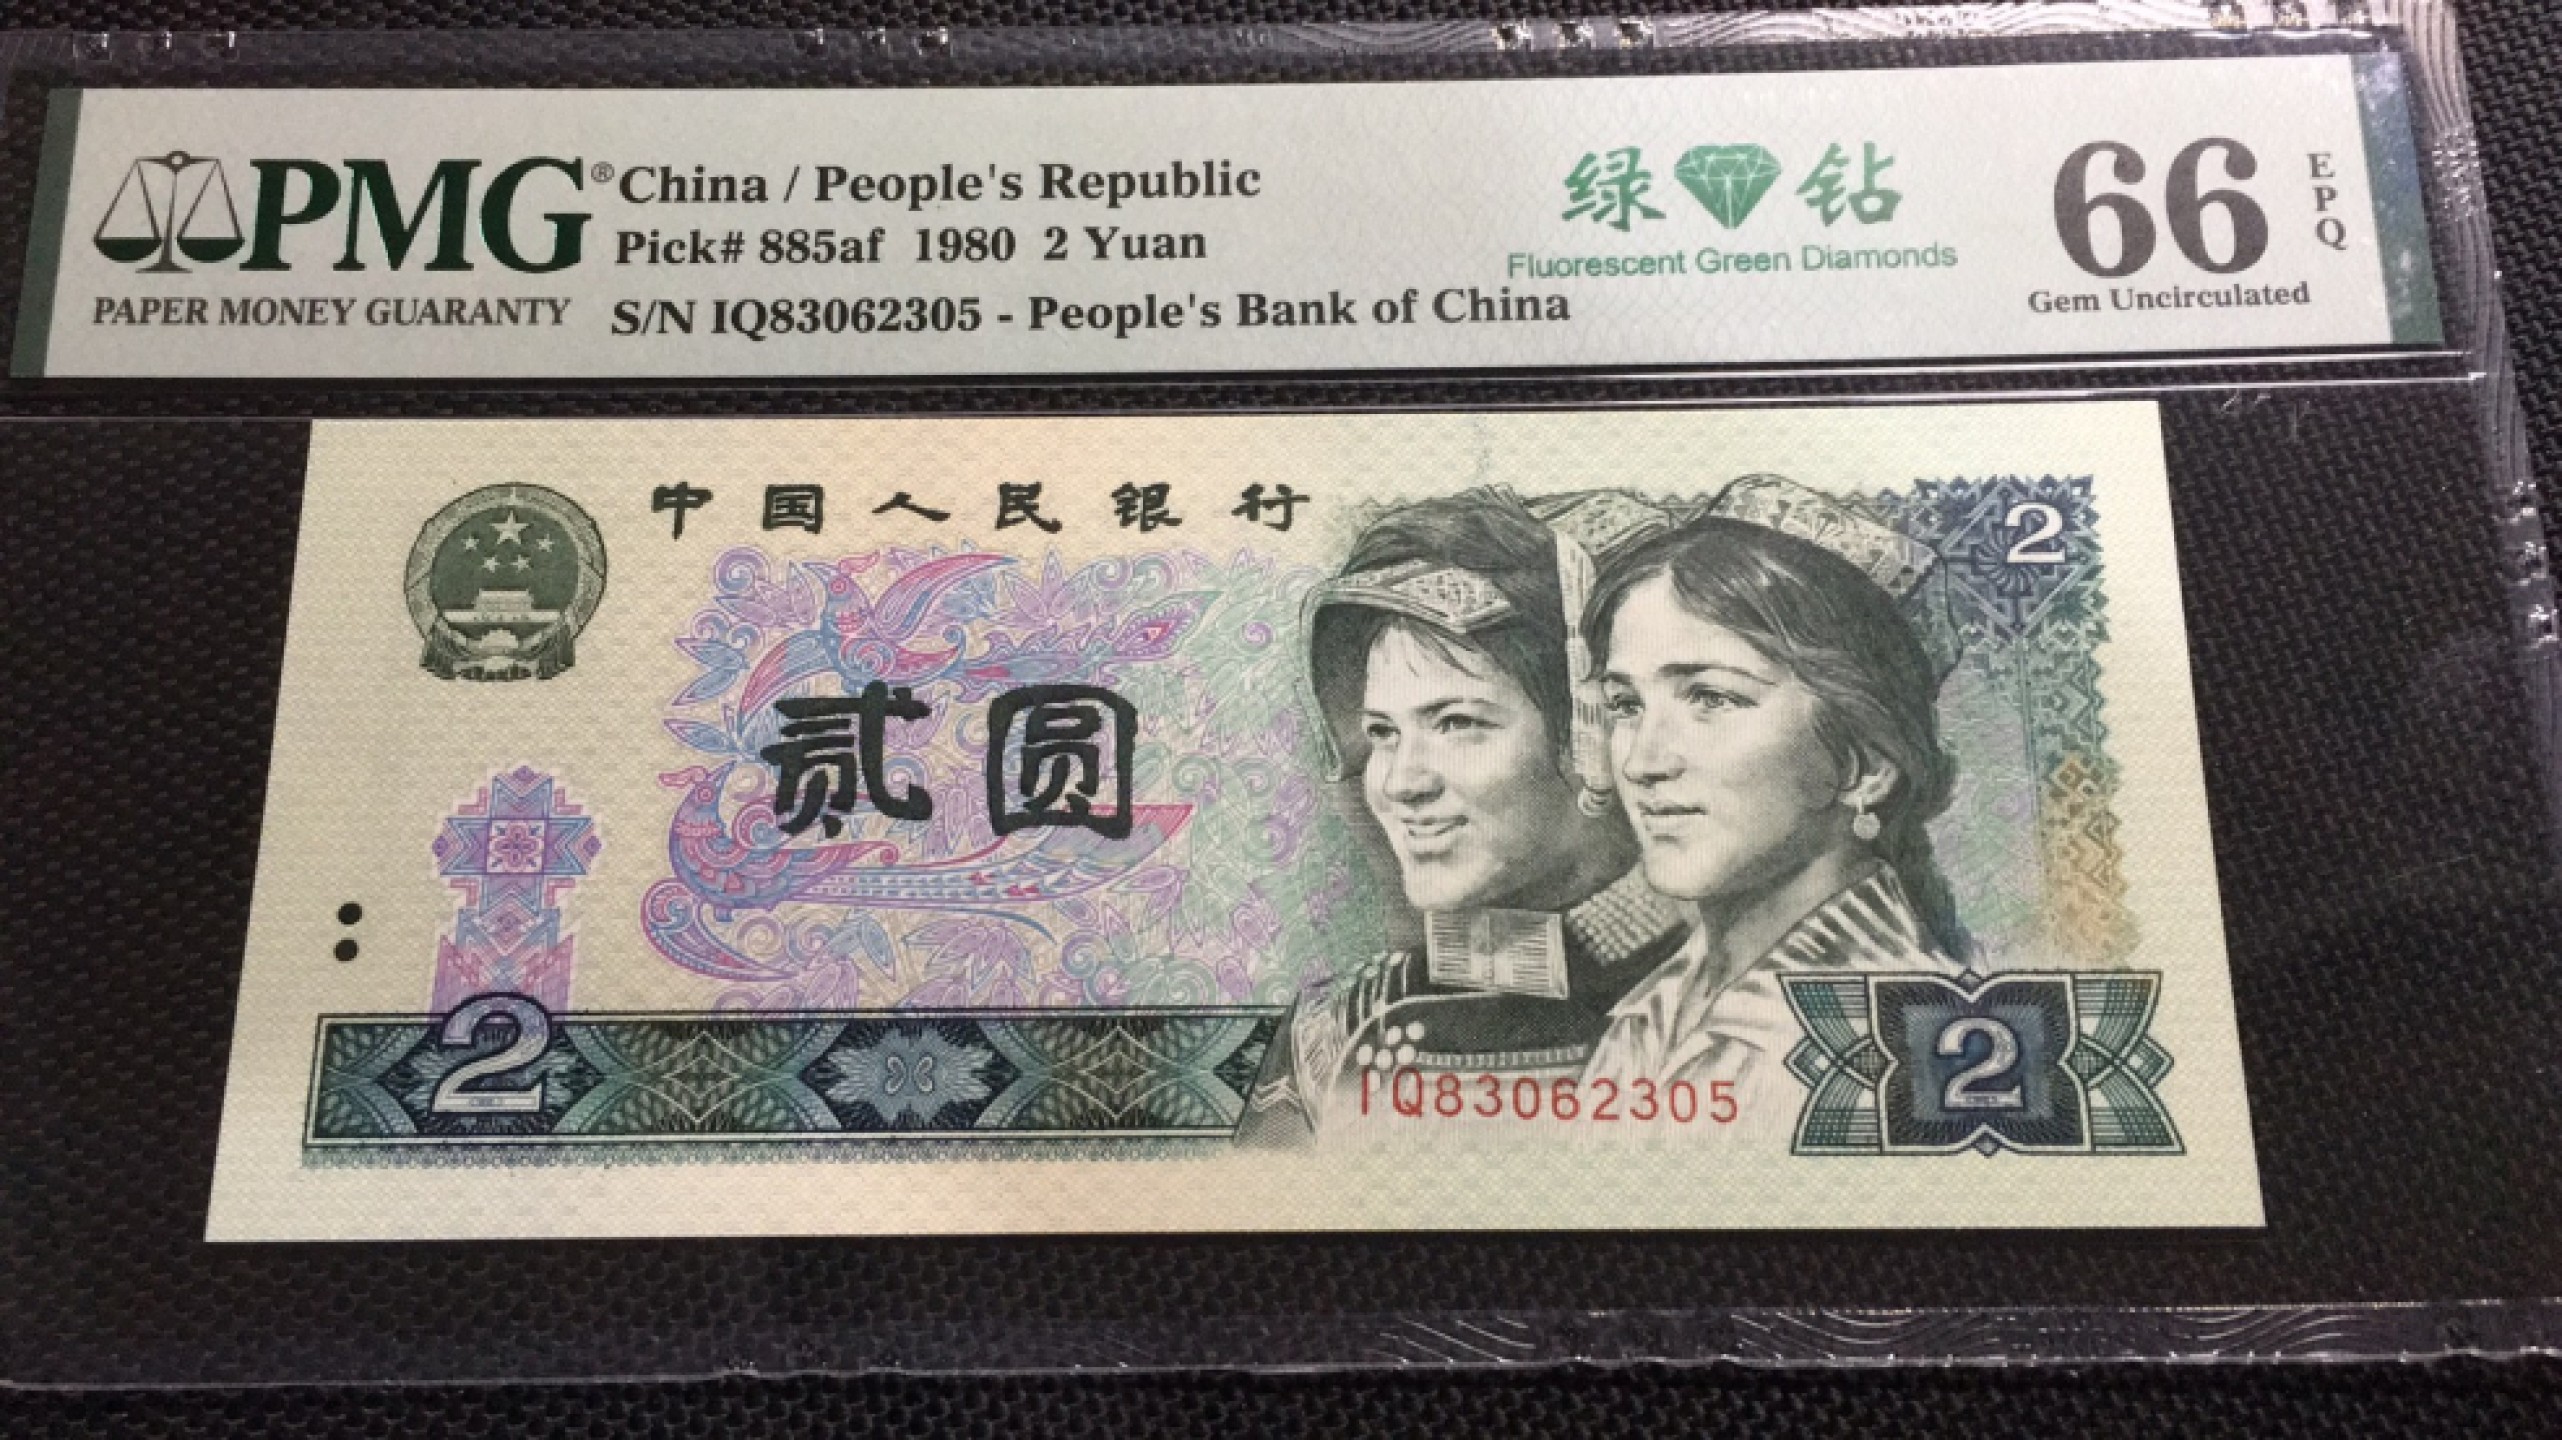 PMG®
PAPER MONEY GUARANTY
China / People's Republic
Pick# 885af 1980 2 Yuan
S/N IQ83062305 - People's Bank of China
绿 钻
Fluorescent Green Diamonds
66
EPQ
Gem Uncirculated
中国人民银行
2
贰圆
2
IQ83062305
2